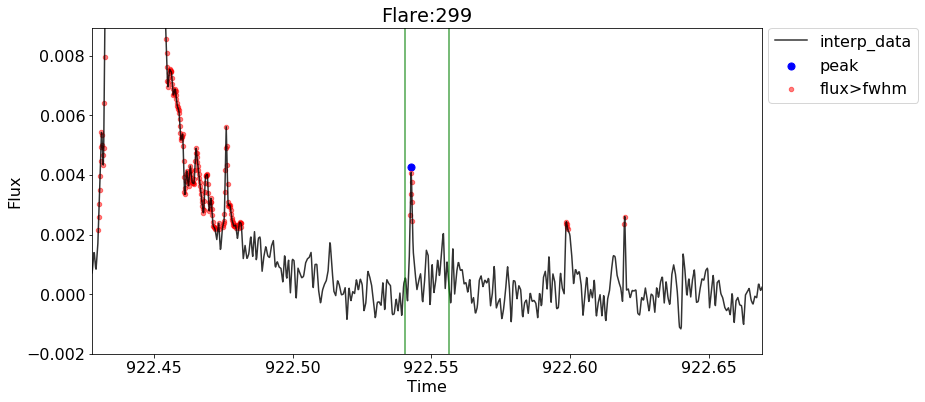 Flare:299
interp_data
peak
flux>fwhm
Flux
0.008
0.006
0.004
0.002
0.000
−0.002
922.45
922.50
922.55
922.60
922.65
Time